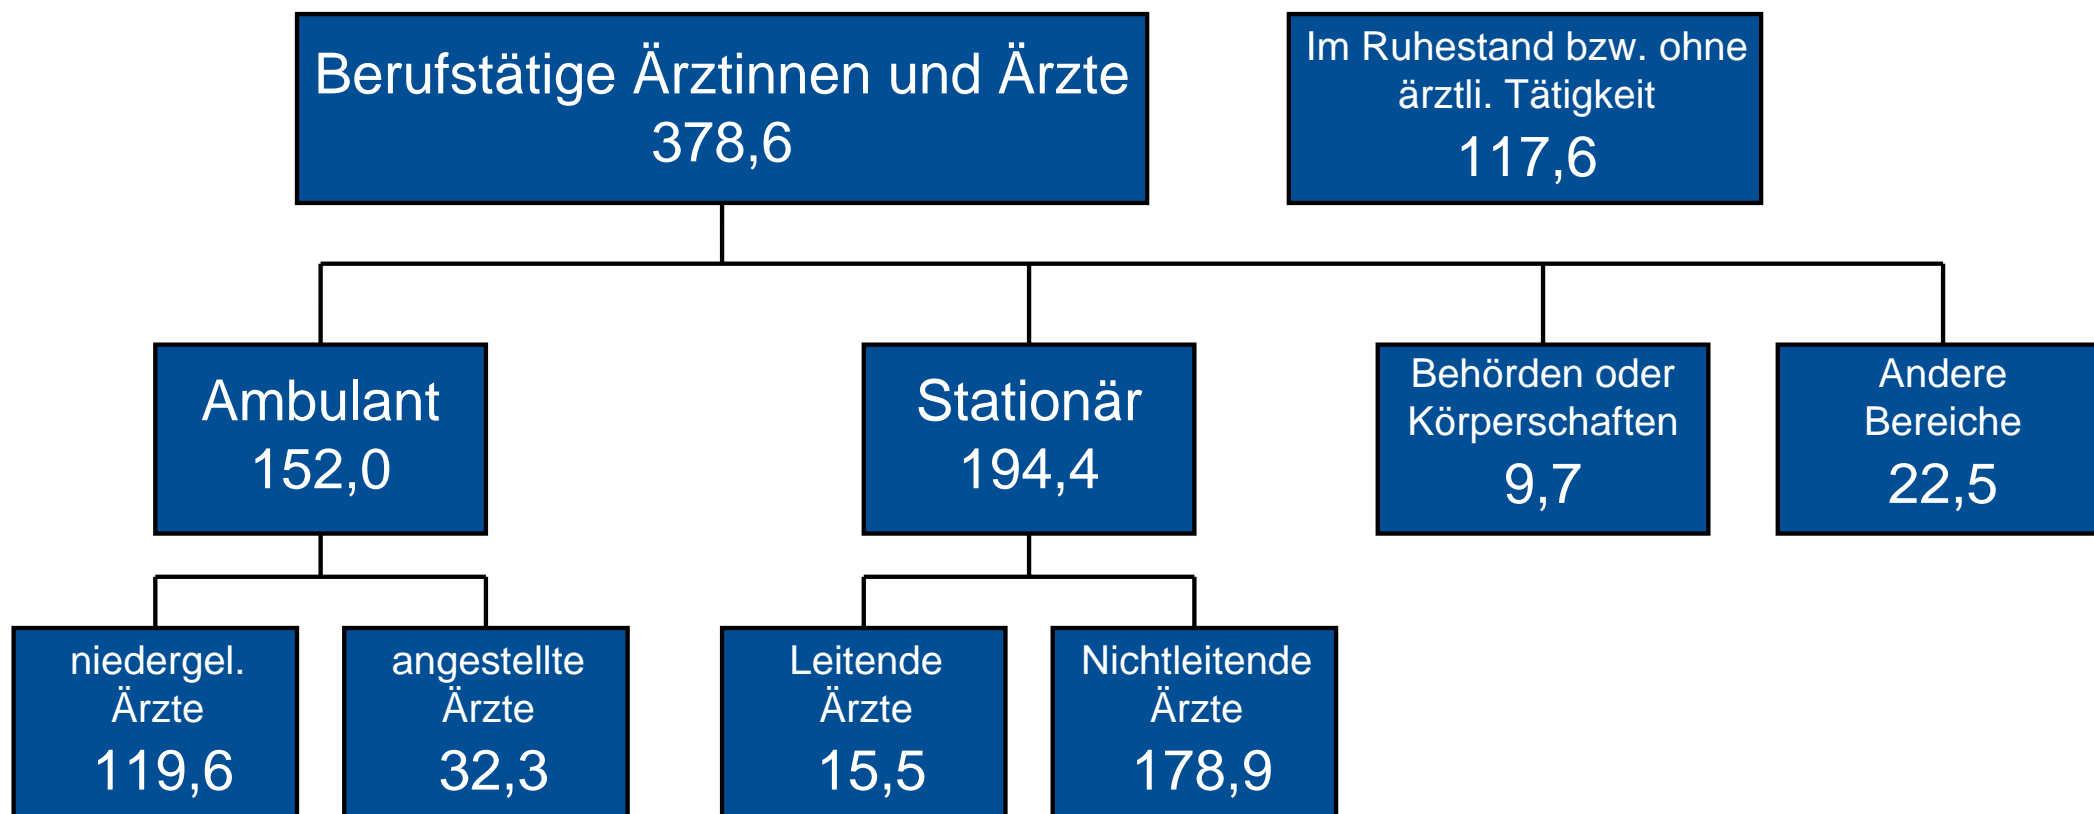 Berufstätige Ärztinnen und Ärzte
378,6
Im Ruhestand bzw. ohne
ärztli. Tätigkeit
117,6
Ambulant
152,0
Stationär
194,4
Behörden oder
Körperschaften
9,7
Andere
Bereiche
22,5
niedergel.
Ärzte
119,6
angestellte
Ärzte
32,3
Leitende
Ärzte
15,5
Nichtleitende
Ärzte
178,9